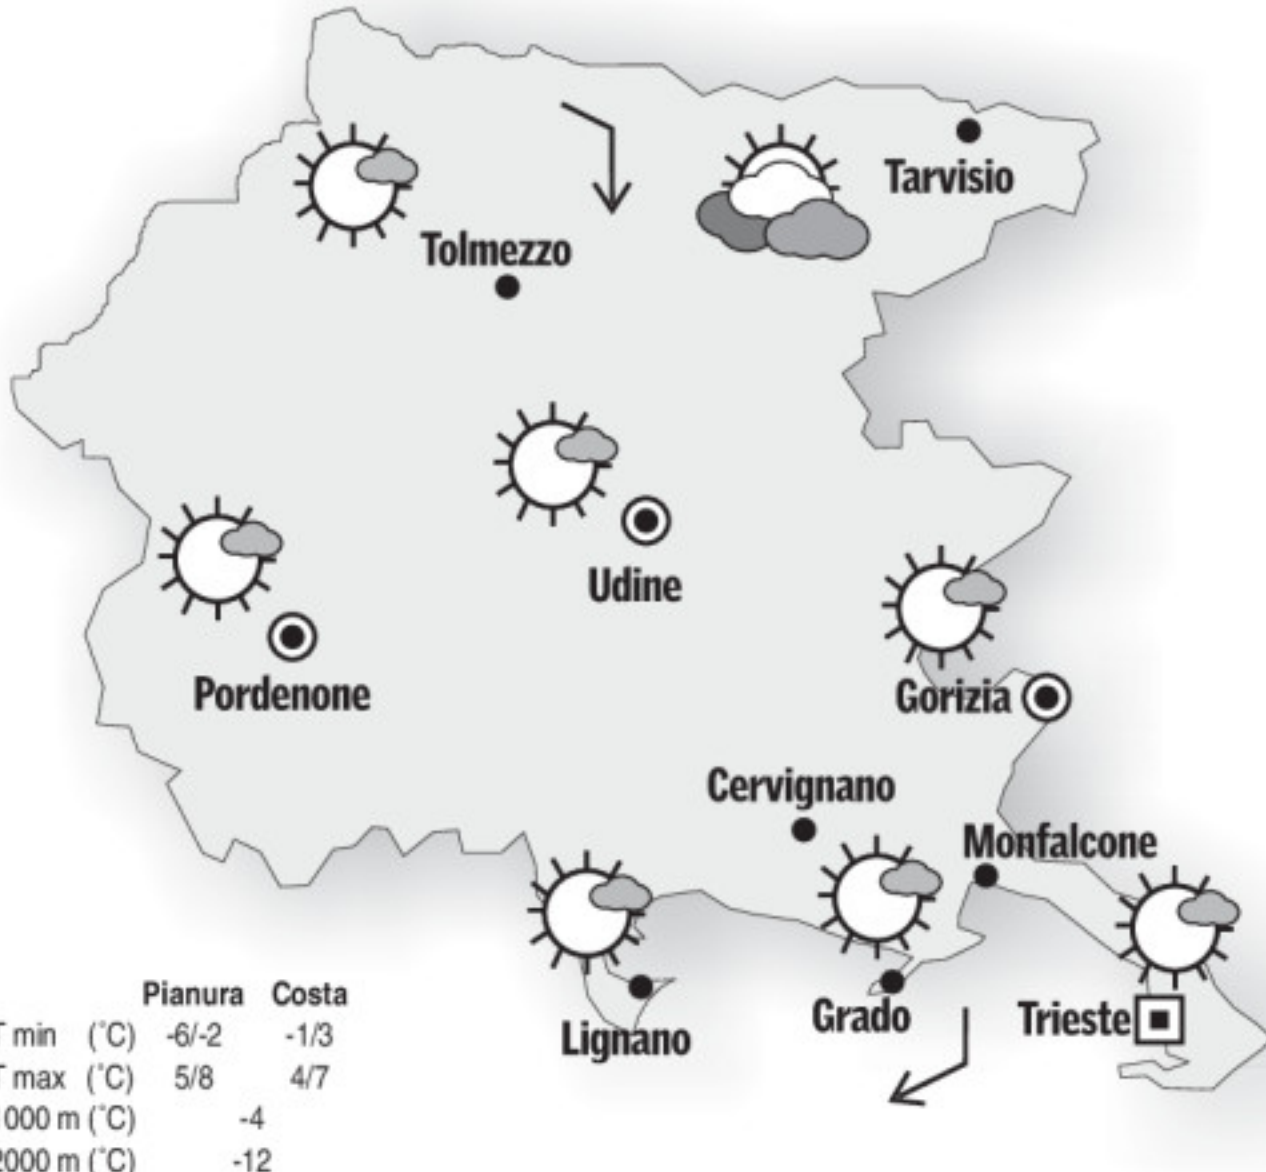 Tarvisio
Tolmezzo
Udine
Pordenone
Gorizia
Cervignano
Monfalcone
Grado
Trieste
Lignano
Pianura Costa
T min (°C) -6/-2 -1/3
T max (°C) 5/8 4/7
000 m (°C) -4
2000 m (°C) -12